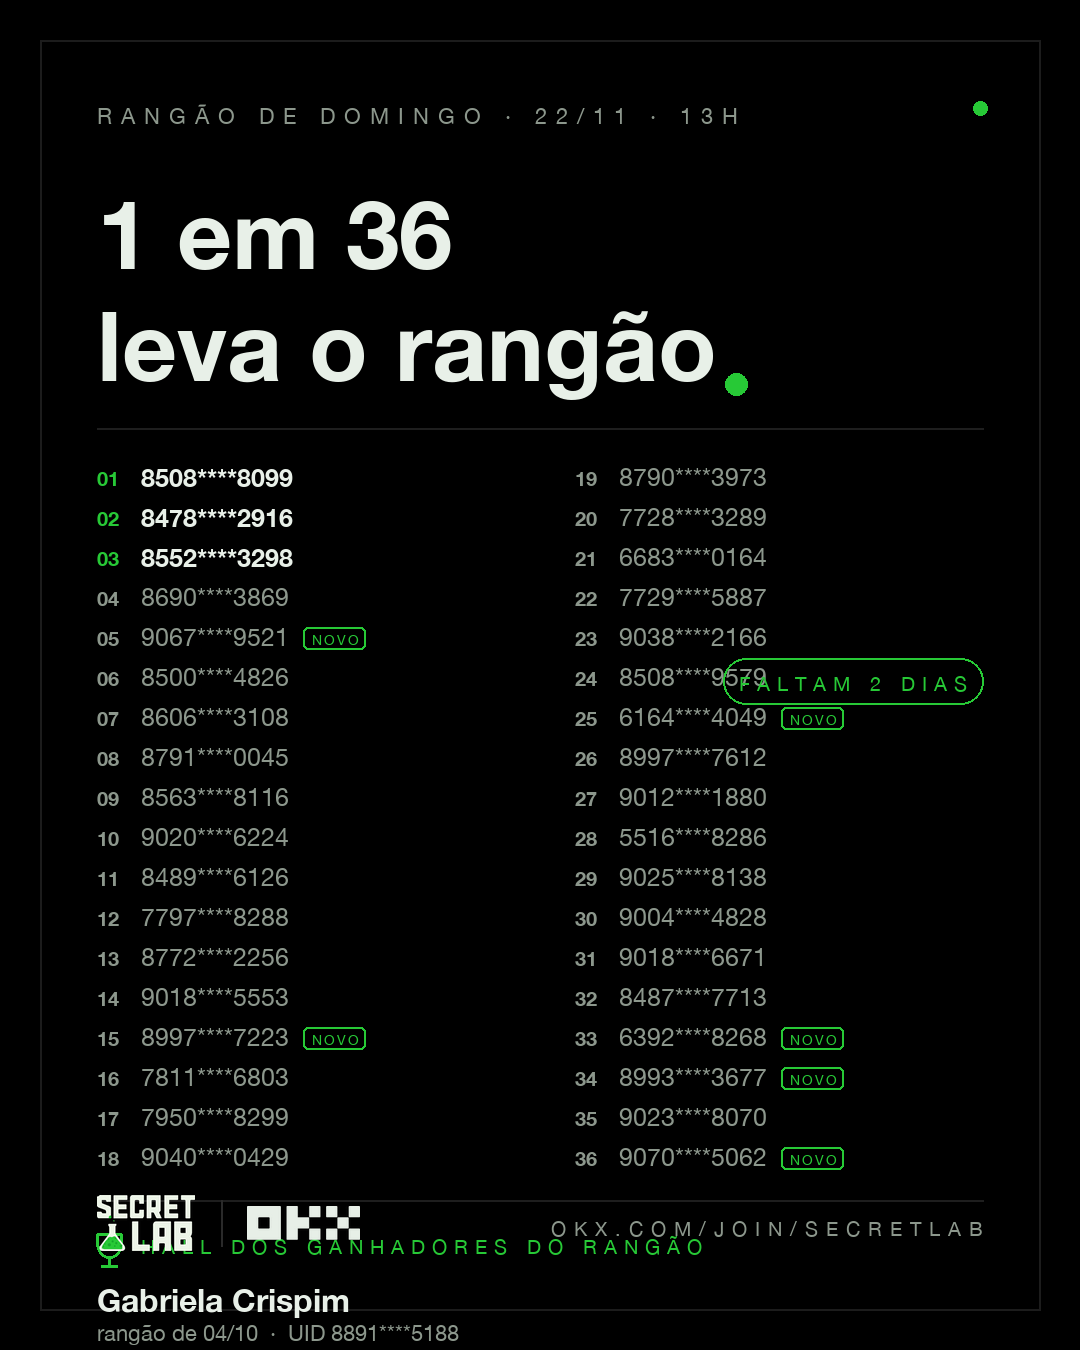 RANGÃO DE DOMINGO · 22/11 · 13H
1 em 36
leva o rangão.
01 8508****8099
02 8478****2916
03 8552****3298
04 8690****3869
05 9067****9521 NOVO
06 8500****4826
07 8606****3108
08 8791****0045
09 8563****8116
10 9020****6224
11 8489****6126
12 7797****8288
13 8772****2256
14 9018****5553
15 8997****7223 NOVO
16 7811****6803
17 7950****8299
18 9040****0429
19 8790****3973
20 7728****3289
21 6683****0164
22 7729****5887
23 9038****2166
24 8508****9579
FALTAM 2 DIAS
25 6164****4049 NOVO
26 8997****7612
27 9012****1880
28 5516****8286
29 9025****8138
30 9004****4828
31 9018****6671
32 8487****7713
33 6392****8268 NOVO
34 8993****3677 NOVO
35 9023****8070
36 9070****5062 NOVO
SECRET
LAB
OKX
OKX.COM/JOIN/SECRETLAB
HALL DOS GANHADORES DO RANGÃO
Gabriela Crispim
rangão de 04/10 · UID 8891****5188